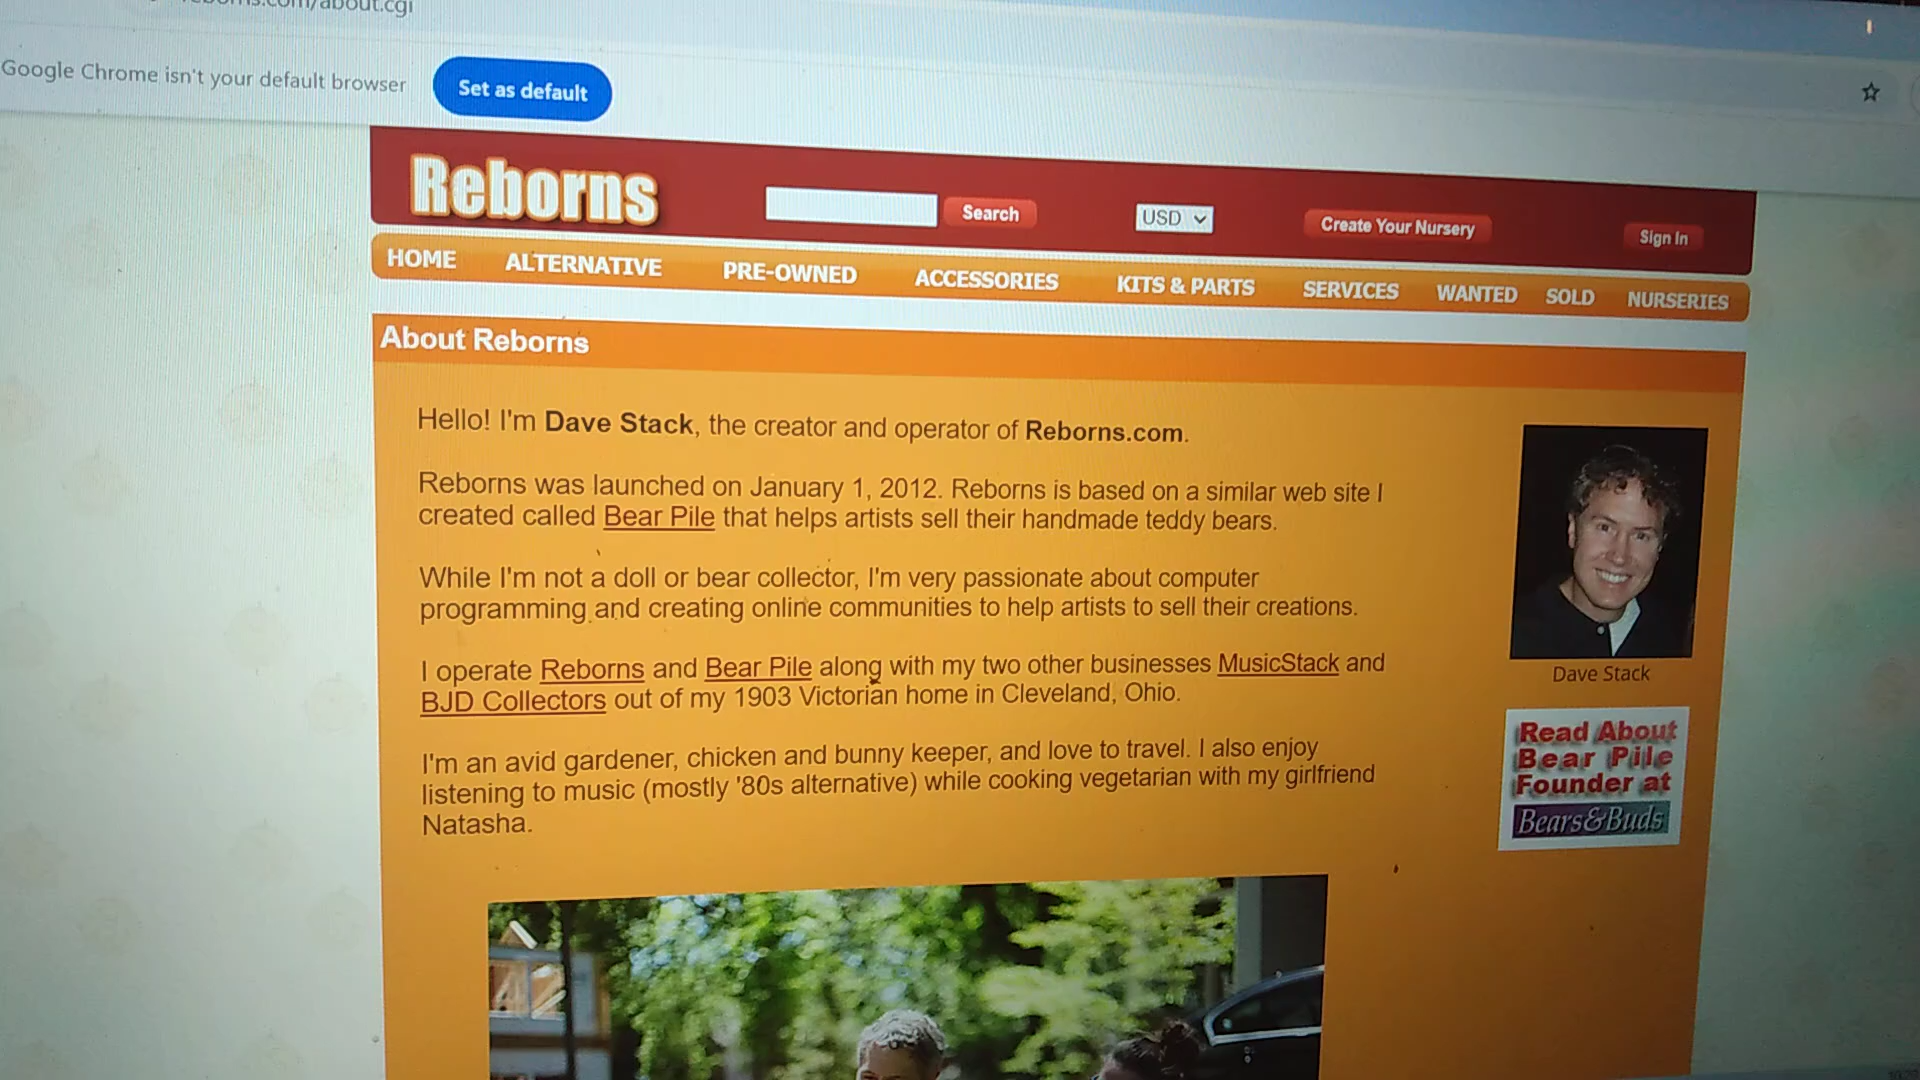 Google Chrome isn't your default browser
Set as default
Reborns
Search
USD
Create Your Nursery
Sign In
HOME ALTERNATIVE PRE-OWNED ACCESSORIES KITS & PARTS SERVICES WANTED SOLD NURSERIES
About Reborns
Hello! I'm Dave Stack, the creator and operator of Reborns.com.
Reborns was launched on January 1, 2012. Reborns is based on a similar web site I
created called Bear Pile that helps artists sell their handmade teddy bears.
While I'm not a doll or bear collector, I'm very passionate about computer
programming and creating online communities to help artists to sell their creations.
I operate Reborns and Bear Pile along with my two other businesses MusicStack and
BJD Collectors out of my 1903 Victorian home in Cleveland, Ohio.
I'm an avid gardener, chicken and bunny keeper, and love to travel. I also enjoy
listening to music (mostly '80s alternative) while cooking vegetarian with my girlfriend
Natasha.
Dave Stack
Read About
Bear Pile
Founder at
Bears&Buds